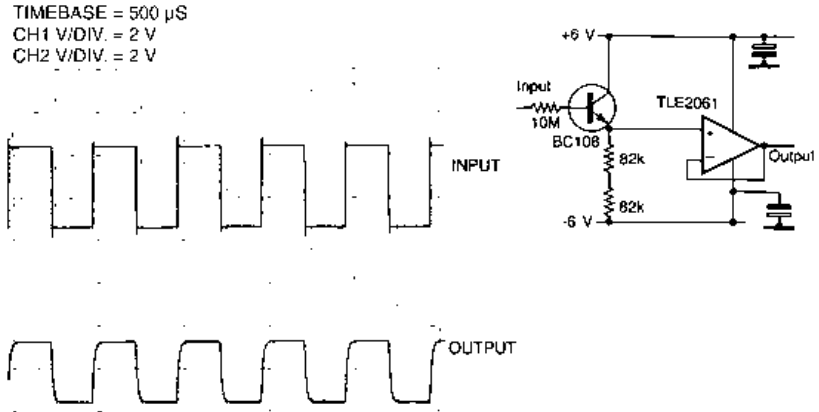 TIMEBASE = 500 µS
CH1 V/DIV. = 2 V
CH2 V/DIV. = 2 V
INPUT
OUTPUT
+6 V
Input
10M
BC108
TLE2061
+
−
82k
82k
Output
-6 V